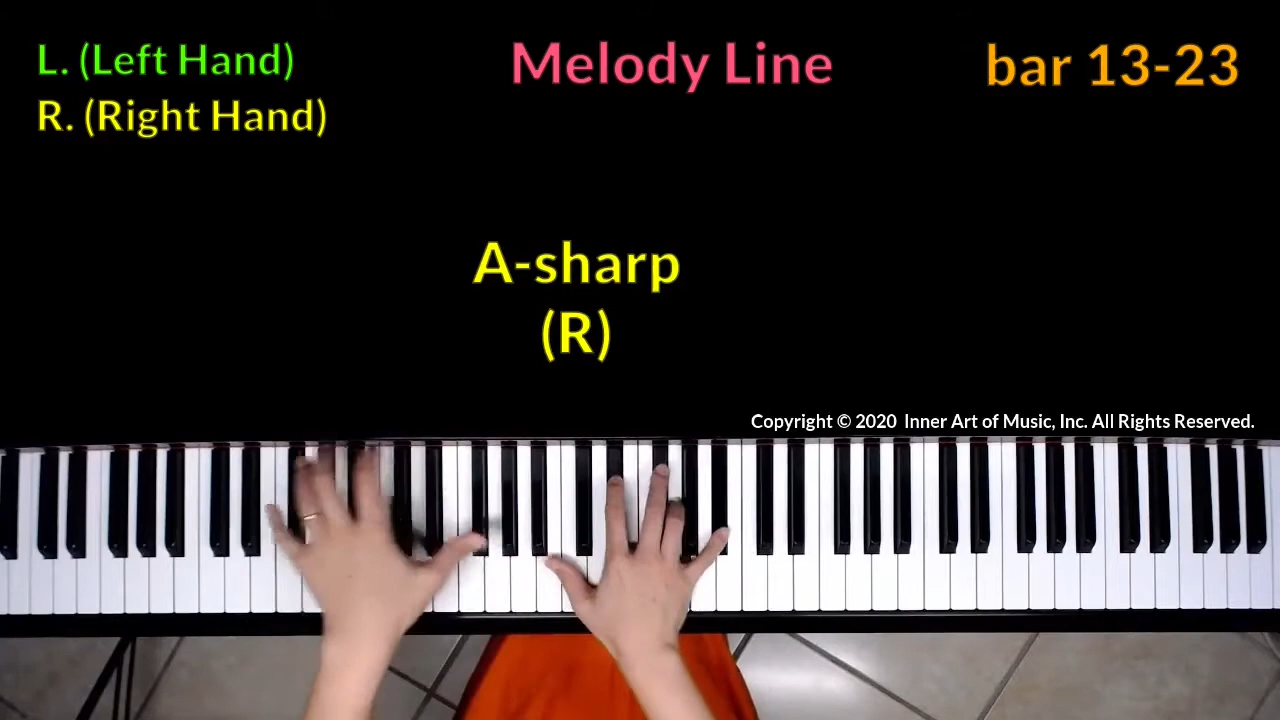 L. (Left Hand)
R. (Right Hand)
Melody Line
bar 13-23
A-sharp
(R)
Copyright © 2020 Inner Art of Music, Inc. All Rights Reserved.